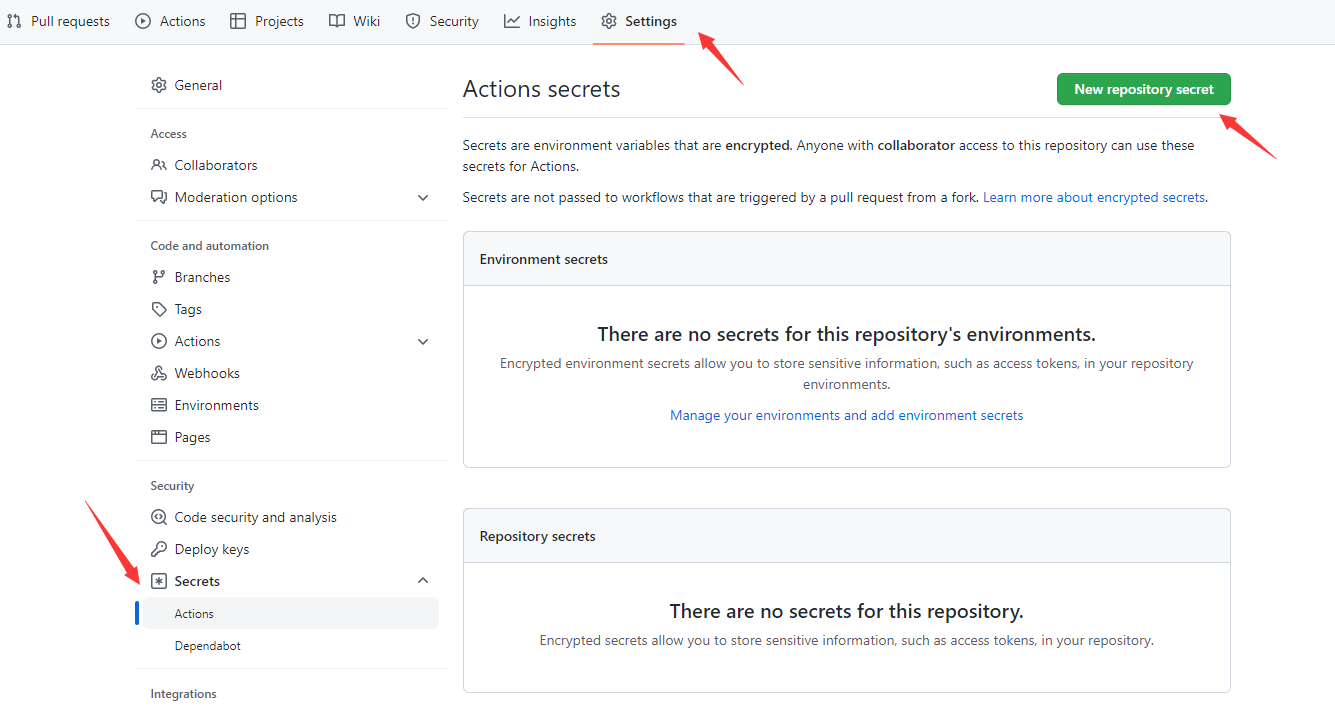 Pull requests Actions Projects Wiki Security Insights Settings
General
Access
Collaborators
Moderation options
Code and automation
Branches
Tags
Actions
Webhooks
Environments
Pages
Security
Code security and analysis
Deploy keys
Secrets
Actions
Dependabot
Integrations
Actions secrets
New repository secret
Secrets are environment variables that are encrypted. Anyone with collaborator access to this repository can use these
secrets for Actions.
Secrets are not passed to workflows that are triggered by a pull request from a fork. Learn more about encrypted secrets.
Environment secrets
There are no secrets for this repository's environments.
Encrypted environment secrets allow you to store sensitive information, such as access tokens, in your repository
environments.
Manage your environments and add environment secrets
Repository secrets
There are no secrets for this repository.
Encrypted secrets allow you to store sensitive information, such as access tokens, in your repository.